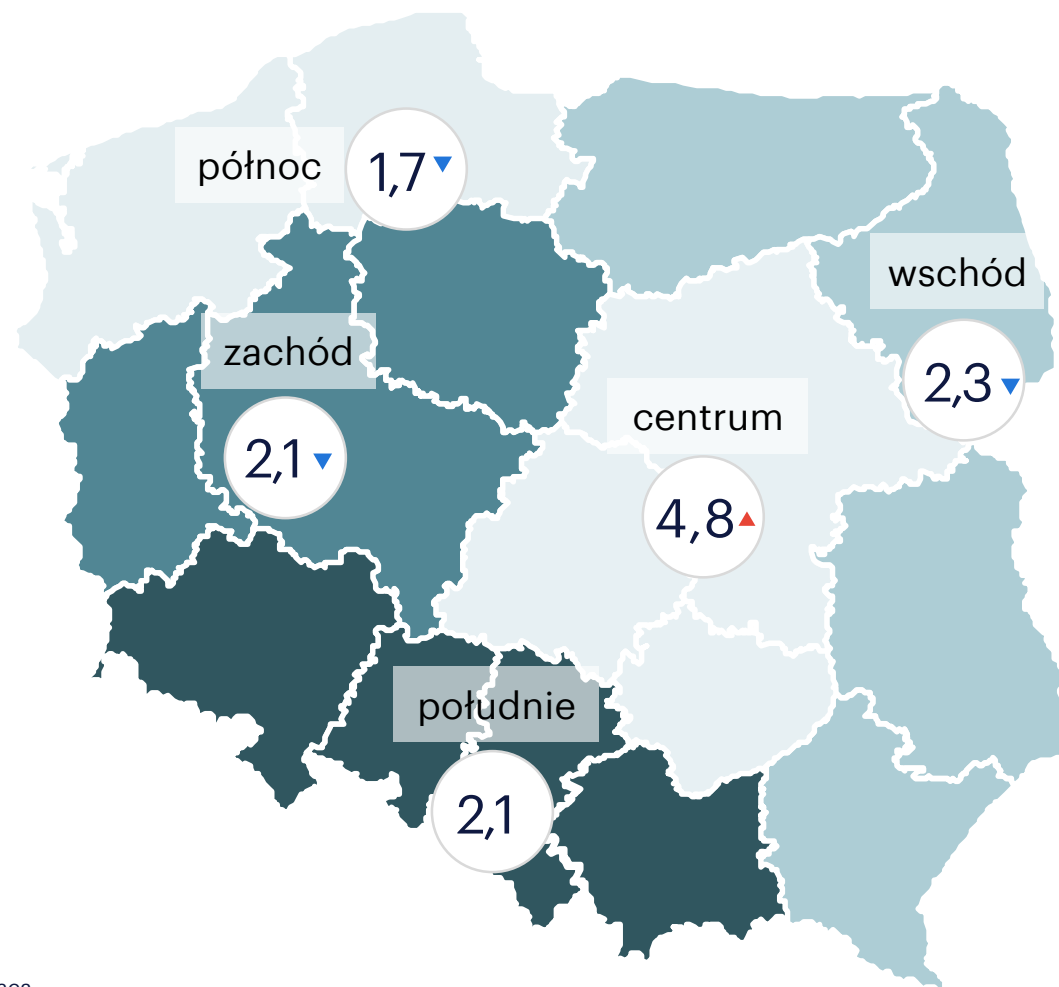 północ
1,7
wschód
2,3
zachód
2,1
centrum
4,8
południe
2,1